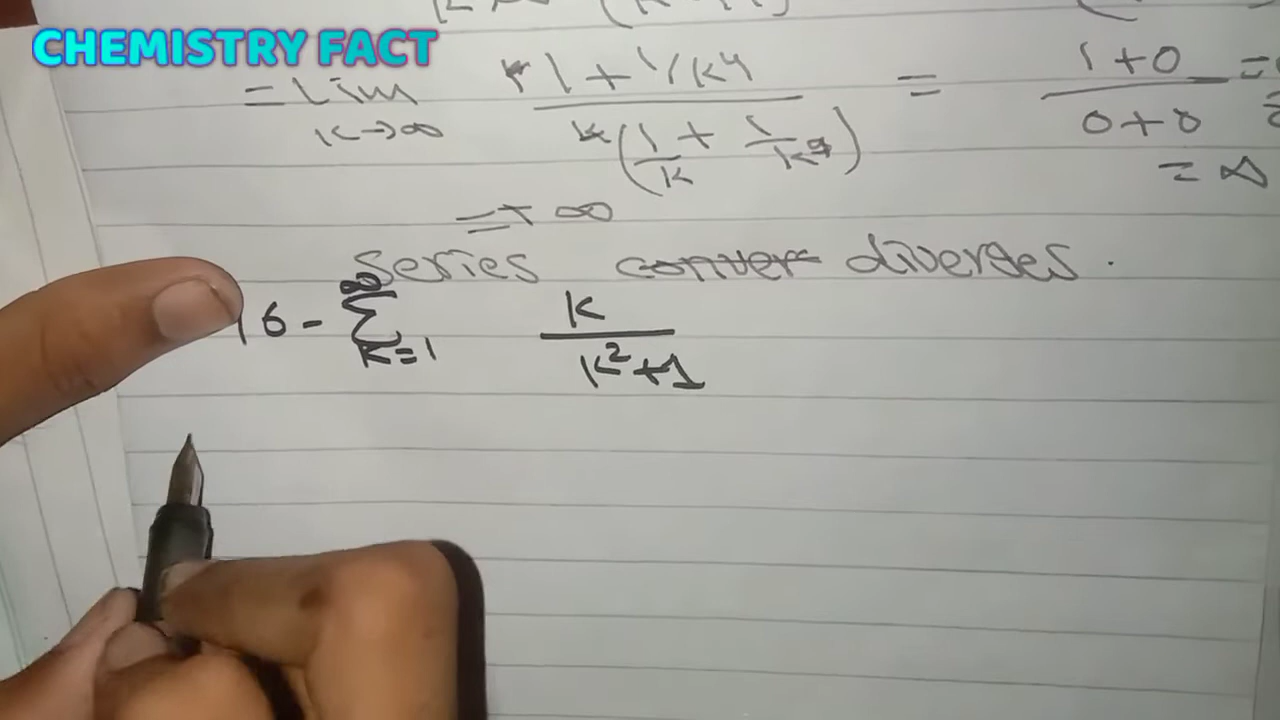 CHEMISTRY FACT
= lim k→∞ 1 + 1/k⁴ / k(1/k + 1/k⁴) = 1+0 / 0+0 =
= ∞
= + ∞
Series conver diverges.
16 - ∞ Σ K=1 K / K²+1